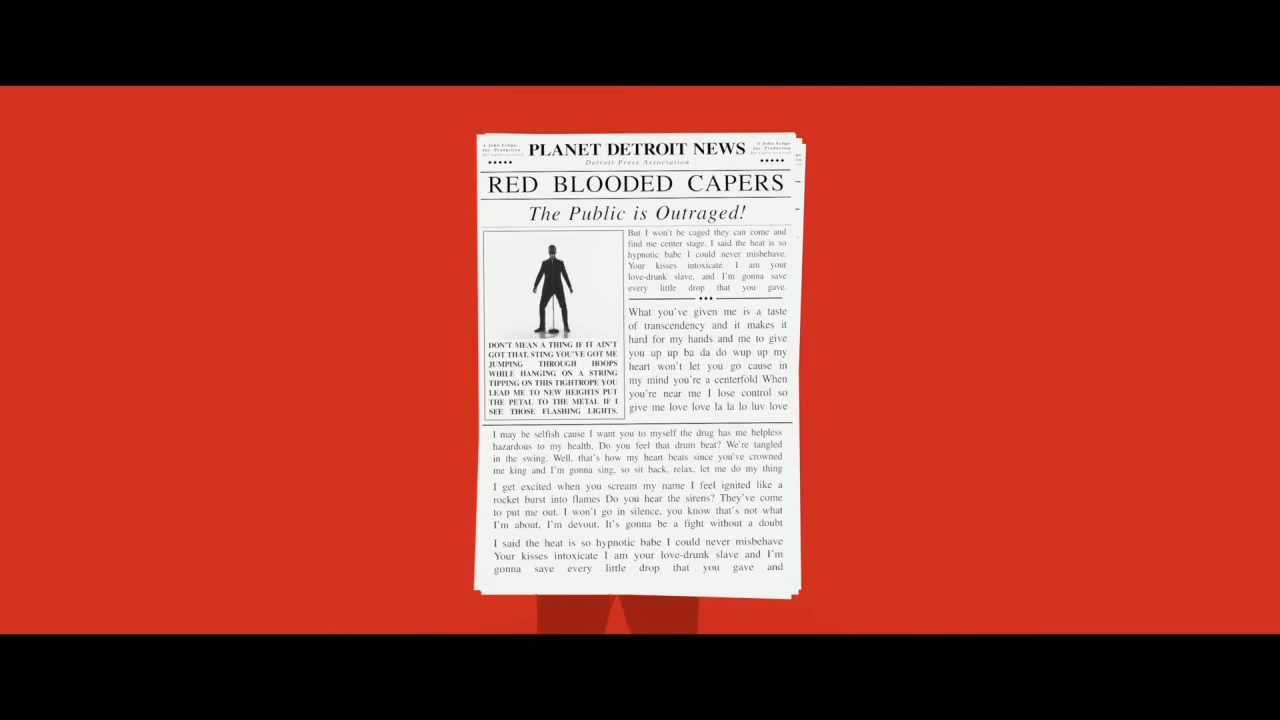 A John Felipe
Inc. Production
All rights reserved
PLANET DETROIT NEWS
A John Felipe
Inc. Production
All rights reserved
Detroit Press Association
RED BLOODED CAPERS
The Public is Outraged!
But I won't be caged they can come and
find me center stage. I said the heat is so
hypnotic babe I could never misbehave.
Your kisses intoxicate. I am your
love-drunk slave, and I'm gonna save
every little drop that you gave.
What you've given me is a taste
of transcendency and it makes it
hard for my hands and me to give
you up up ba da do wup up my
heart won't let you go cause in
my mind you're a centerfold When
you're near me I lose control so
give me love love la la lo luv love
DON'T MEAN A THING IF IT AIN'T
GOT THAT. STING YOU'VE GOT ME
JUMPING THROUGH HOOPS
WHILE HANGING ON A STRING
TIPPING ON THIS TIGHTROPE YOU
LEAD ME TO NEW HEIGHTS PUT
THE PETAL TO THE METAL IF I
SEE THOSE FLASHING LIGHTS.
I may be selfish cause I want you to myself the drug has me helpless
hazardous to my health. Do you feel that drum beat? We're tangled
in the swing. Well, that's how my heart beats since you've crowned
me king and I'm gonna sing, so sit back, relax, let me do my thing
I get excited when you scream my name I feel ignited like a
rocket burst into flames Do you hear the sirens? They've come
to put me out. I won't go in silence, you know that's not what
I'm about, I'm devout, It's gonna be a fight without a doubt
I said the heat is so hypnotic babe I could never misbehave
Your kisses intoxicate I am your love-drunk slave and I'm
gonna save every little drop that you gave and